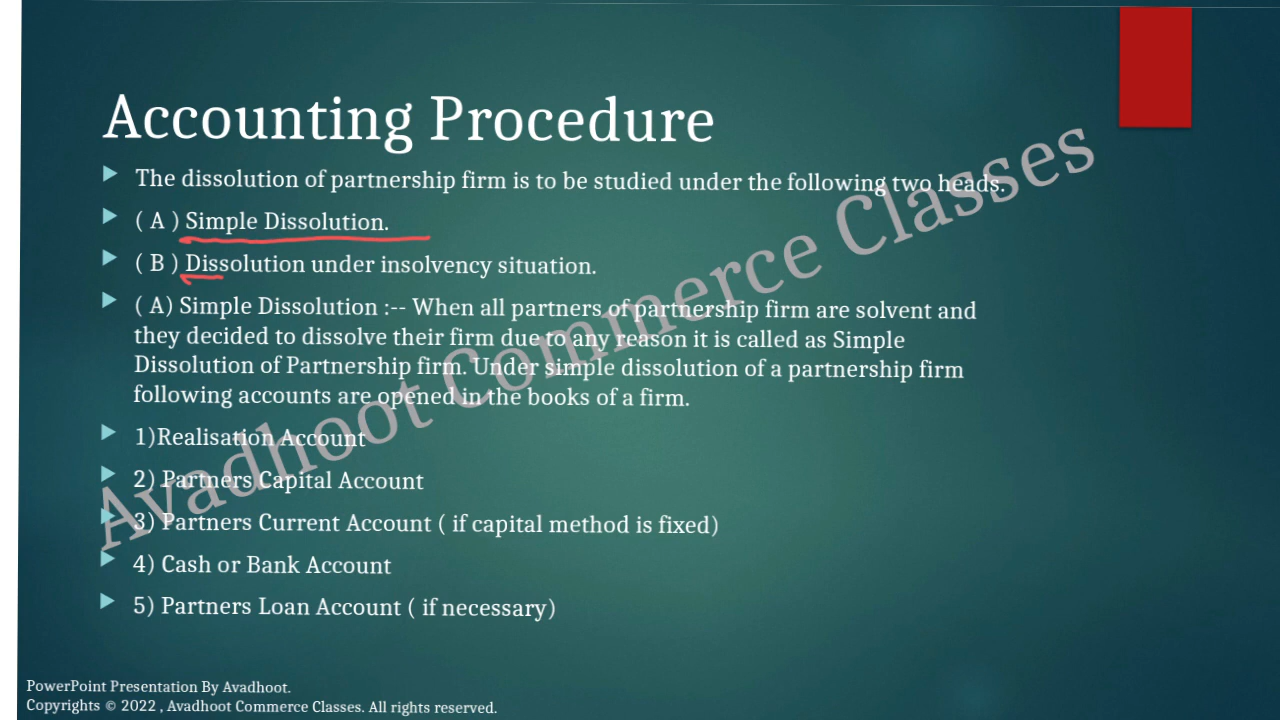 Accounting Procedure
The dissolution of partnership firm is to be studied under the following two heads.
( A ) Simple Dissolution.
( B ) Dissolution under insolvency situation.
( A) Simple Dissolution :-- When all partners of partnership firm are solvent and
they decided to dissolve their firm due to any reason it is called as Simple
Dissolution of Partnership firm. Under simple dissolution of a partnership firm
following accounts are opened in the books of a firm.
1)Realisation Account
2) Partners Capital Account
3) Partners Current Account ( if capital method is fixed)
4) Cash or Bank Account
5) Partners Loan Account ( if necessary)
Avadhoot Commerce Classes
PowerPoint Presentation By Avadhoot.
Copyrights © 2022 , Avadhoot Commerce Classes. All rights reserved.